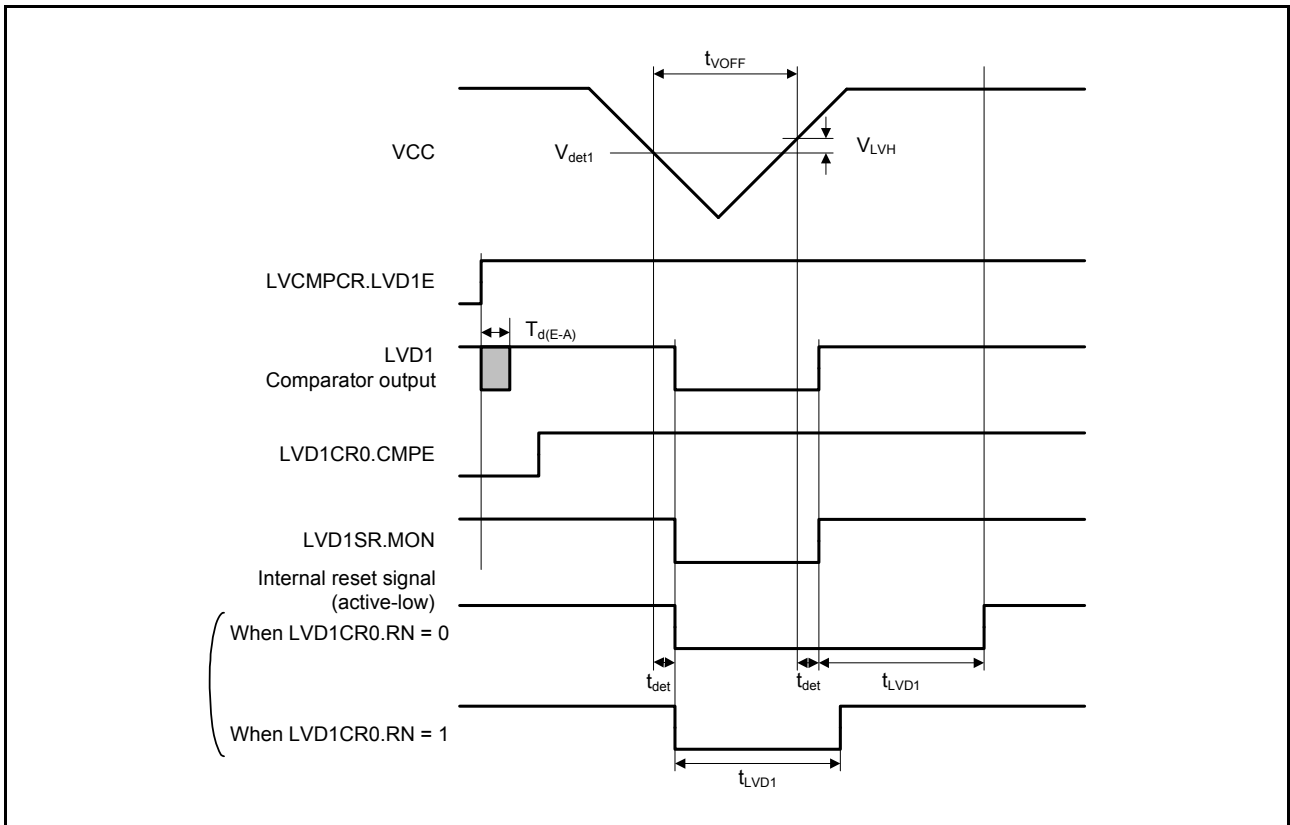 tVOFF
VCC
Vdet1
VLVH
LVCMPCR.LVD1E
Td(E-A)
LVD1
Comparator output
LVD1CR0.CMPE
LVD1SR.MON
Internal reset signal
(active-low)
When LVD1CR0.RN = 0
tdet
tdet
tLVD1
When LVD1CR0.RN = 1
tLVD1